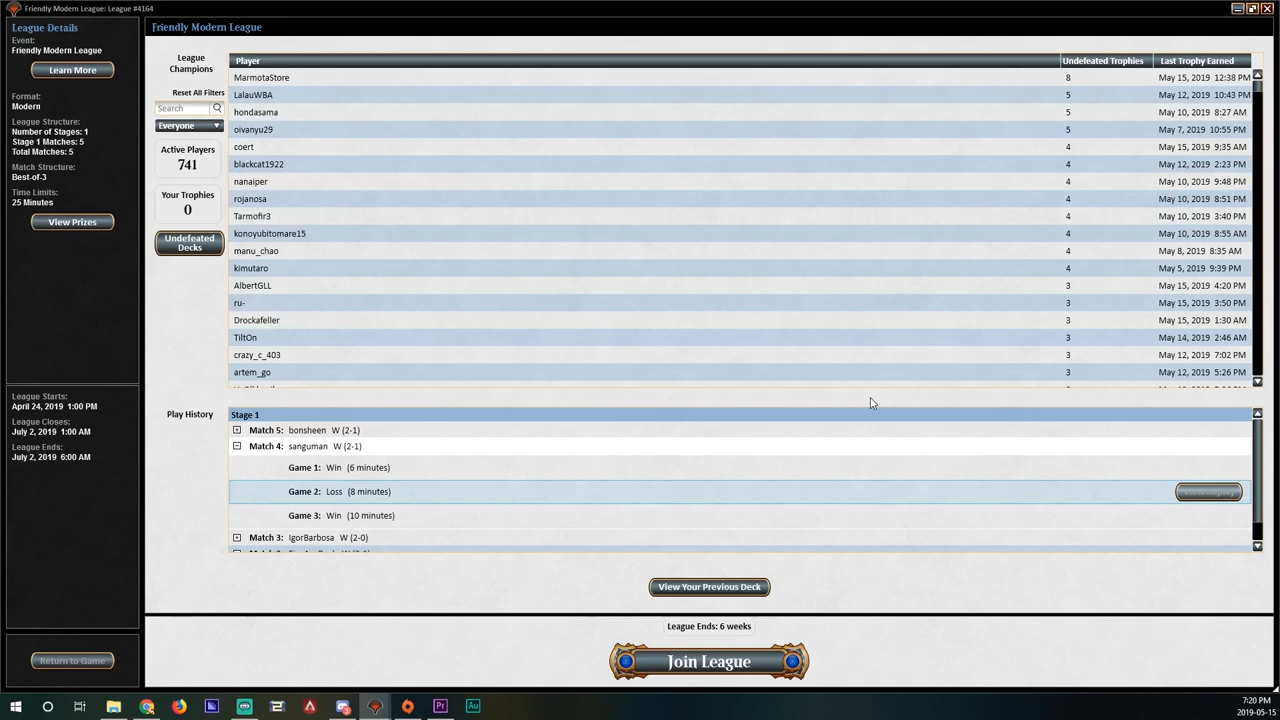 Friendly Modern League: League #4164
League Details
Event:
Friendly Modern League
Learn More
Format:
Modern
League Structure:
Number of Stages: 1
Stage 1 Matches: 5
Total Matches: 5
Match Structure:
Best-of-3
Time Limits:
25 Minutes
View Prizes
League Starts:
April 24, 2019 1:00 PM
League Closes:
July 2, 2019 1:00 AM
League Ends:
July 2, 2019 6:00 AM
Return to Game
Friendly Modern League
League
Champions
Reset All Filters
Search
Everyone
Active Players
741
Your Trophies
0
Undefeated
Decks
Player Undefeated Trophies Last Trophy Earned
MarmotaStore 8 May 15, 2019 12:38 PM
LalauWBA 5 May 12, 2019 10:43 PM
hondasama 5 May 10, 2019 8:27 AM
oivanyu29 5 May 7, 2019 10:55 PM
coert 4 May 15, 2019 9:35 AM
blackcat1922 4 May 12, 2019 2:23 PM
nanaiper 4 May 10, 2019 9:48 PM
rojanosa 4 May 10, 2019 8:51 PM
Tarmofir3 4 May 10, 2019 3:40 PM
konoyubitomare15 4 May 10, 2019 8:55 AM
manu_chao 4 May 8, 2019 8:35 AM
kimutaro 4 May 5, 2019 9:39 PM
AlbertGLL 3 May 15, 2019 4:20 PM
ru- 3 May 15, 2019 3:50 PM
Drockafeller 3 May 15, 2019 1:30 AM
TiltOn 3 May 14, 2019 2:46 AM
crazy_c_403 3 May 12, 2019 7:02 PM
artem_go 3 May 12, 2019 5:26 PM
Play History
Stage 1
Match 5: bonsheen W (2-1)
Match 4: sanguman W (2-1)
Game 1: Win (6 minutes)
Game 2: Loss (8 minutes)
Game 3: Win (10 minutes)
Match 3: IgorBarbosa W (2-0)
View Your Previous Deck
League Ends: 6 weeks
Join League
7:20 PM
2019-05-15